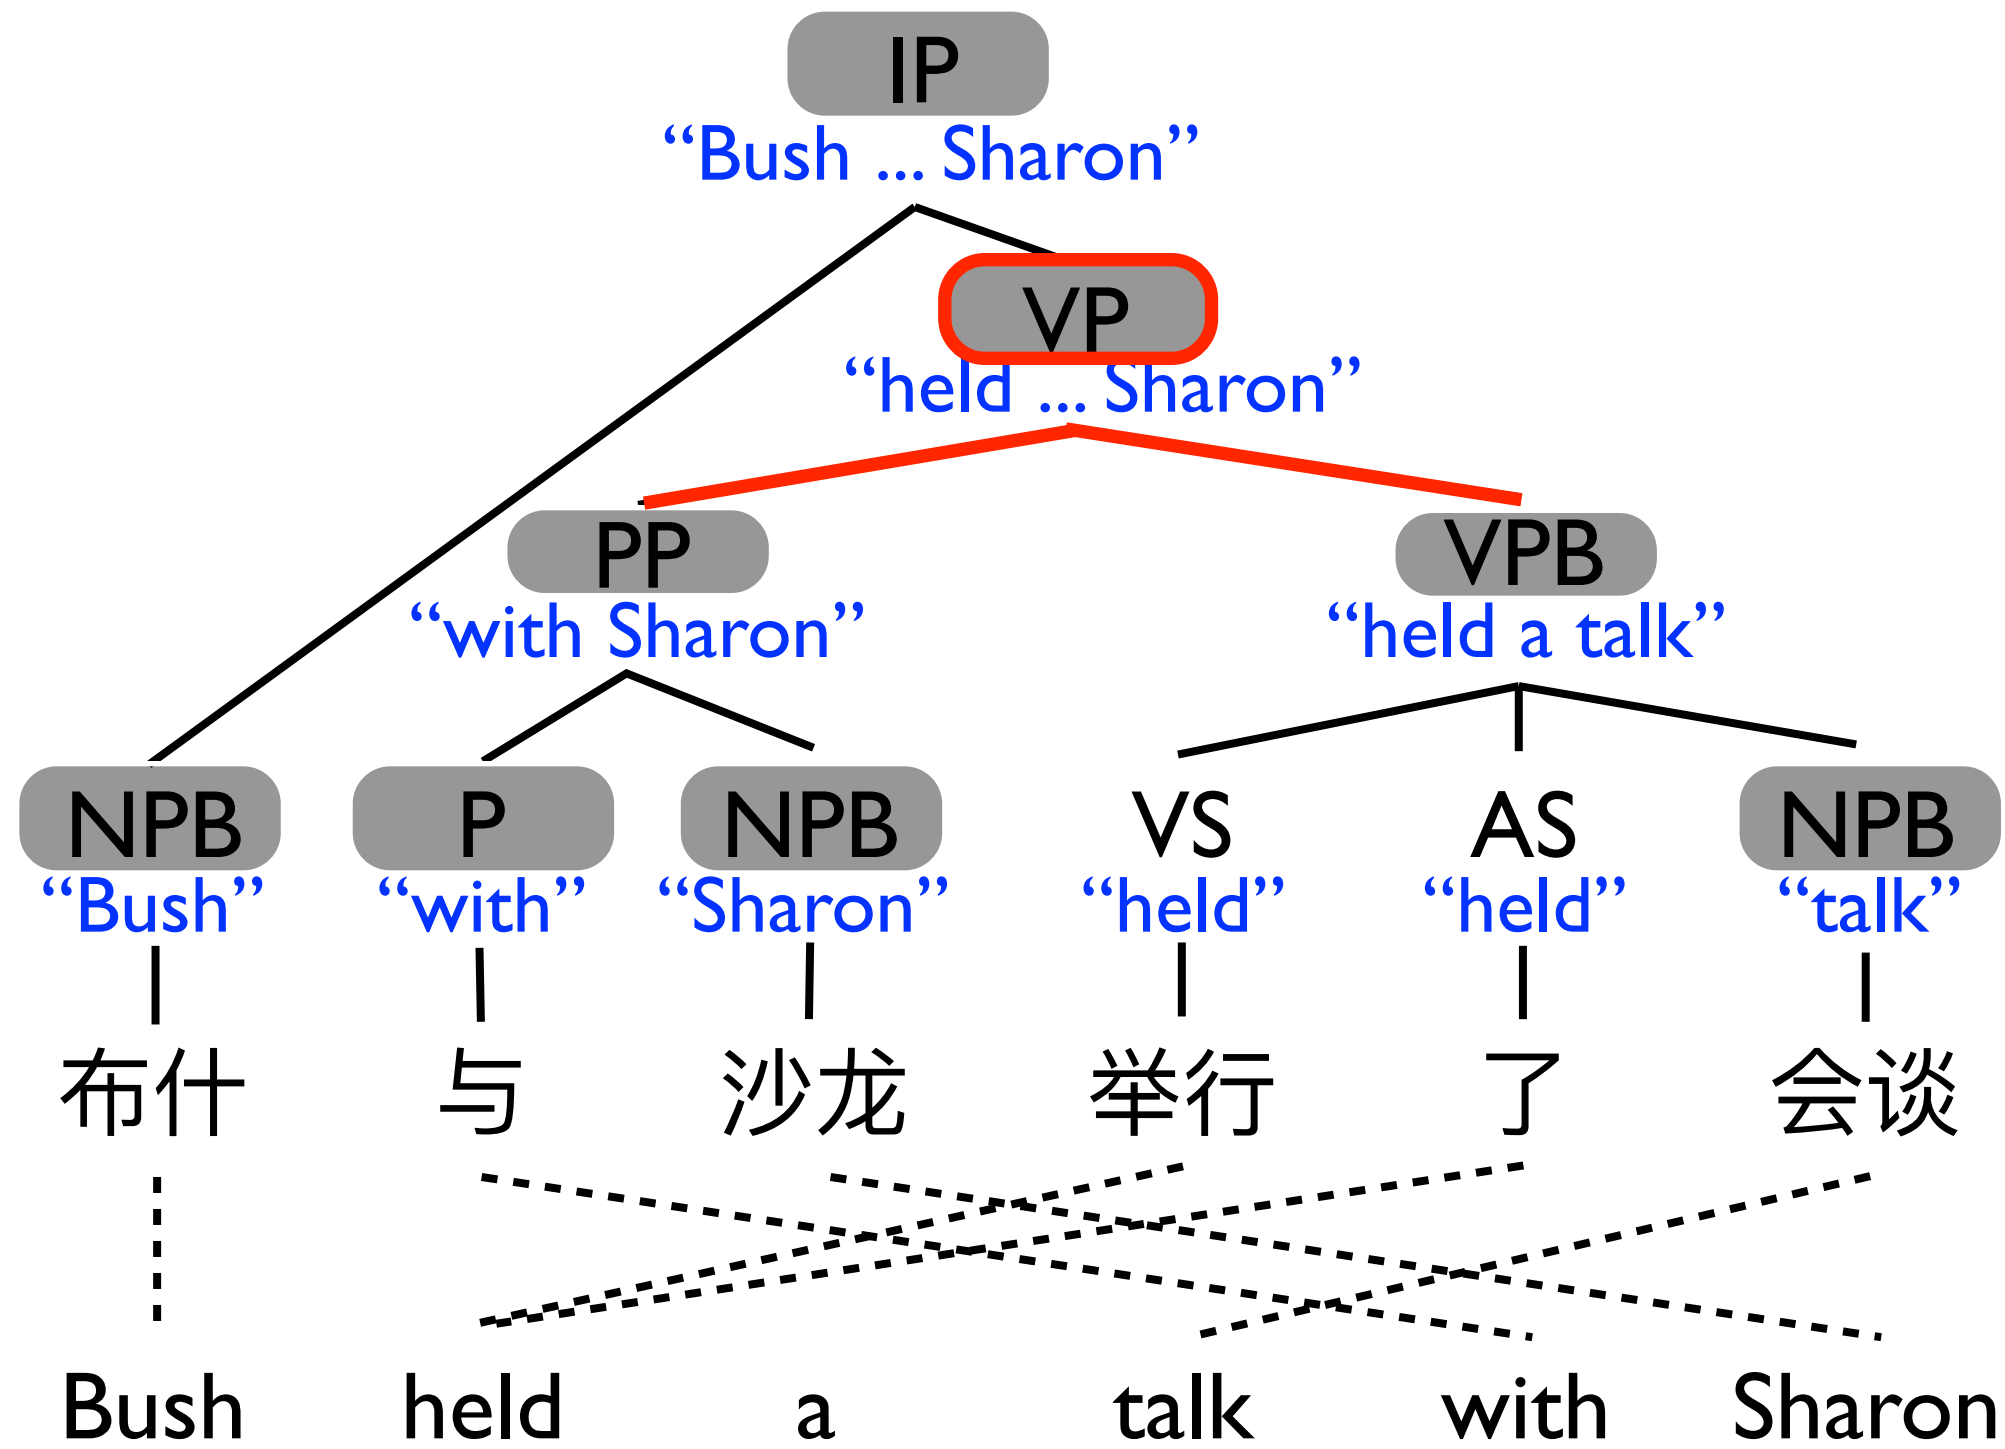 IP
“Bush ... Sharon”
VP
“held ... Sharon”
PP VPB
“with Sharon” “held a talk”
NPB P NPB VS AS NPB
“Bush” “with” “Sharon” “held” “held” “talk”
布什 与 沙龙 举行 了 会谈
Bush held a talk with Sharon